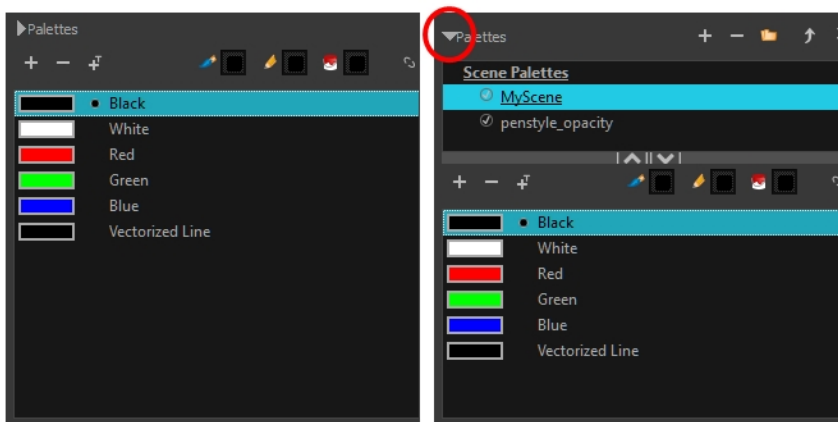 Palettes
Black
White
Red
Green
Blue
Vectorized Line
Palettes
Scene Palettes
MyScene
penstyle_opacity
Black
White
Red
Green
Blue
Vectorized Line